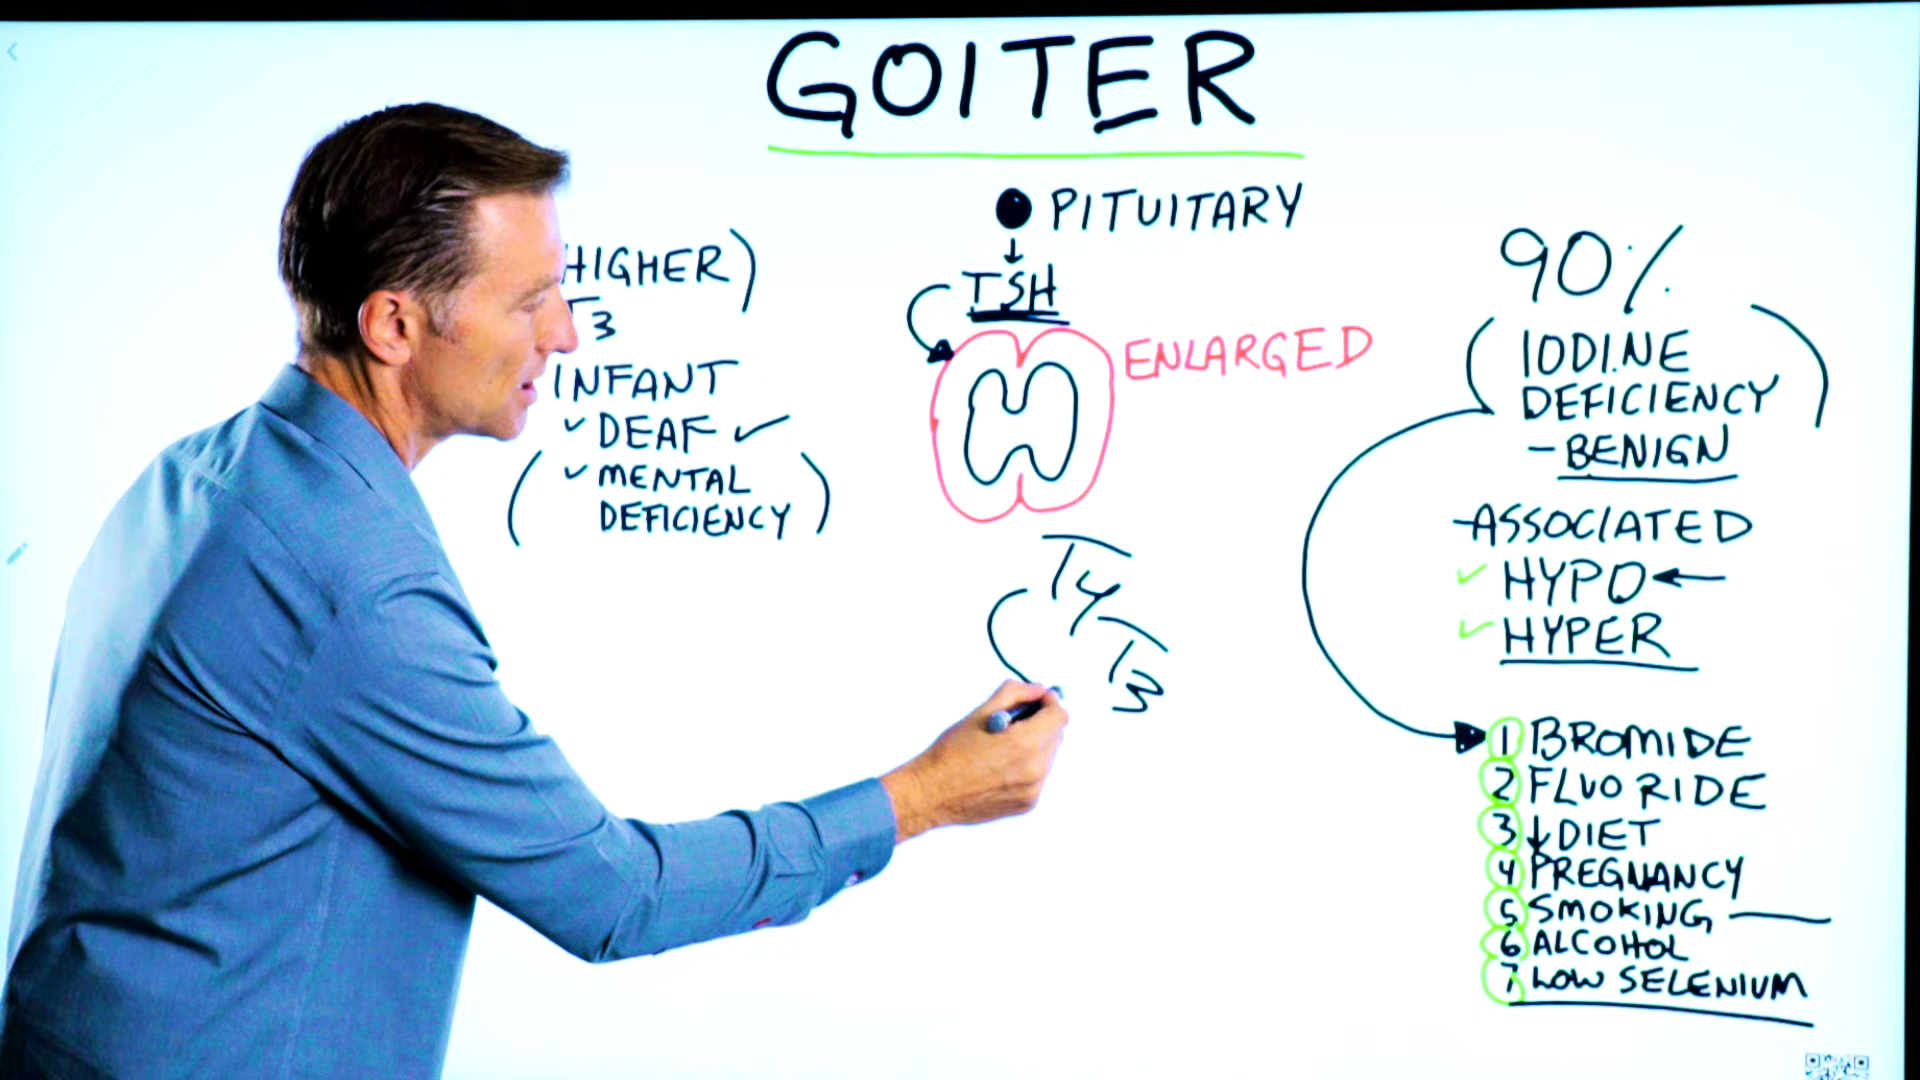 GOITER
PITUITARY
TSH
ENLARGED
HIGHER)
T3
INFANT
✓ DEAF ✓
(✓ MENTAL
DEFICIENCY)
T4
T3
90%
(IODINE
DEFICIENCY)
- BENIGN
- ASSOCIATED
✓ HYPO ←
✓ HYPER
1 BROMIDE
2 FLUORIDE
3 ↓ DIET
4 PREGNANCY
5 SMOKING
6 ALCOHOL
7 LOW SELENIUM